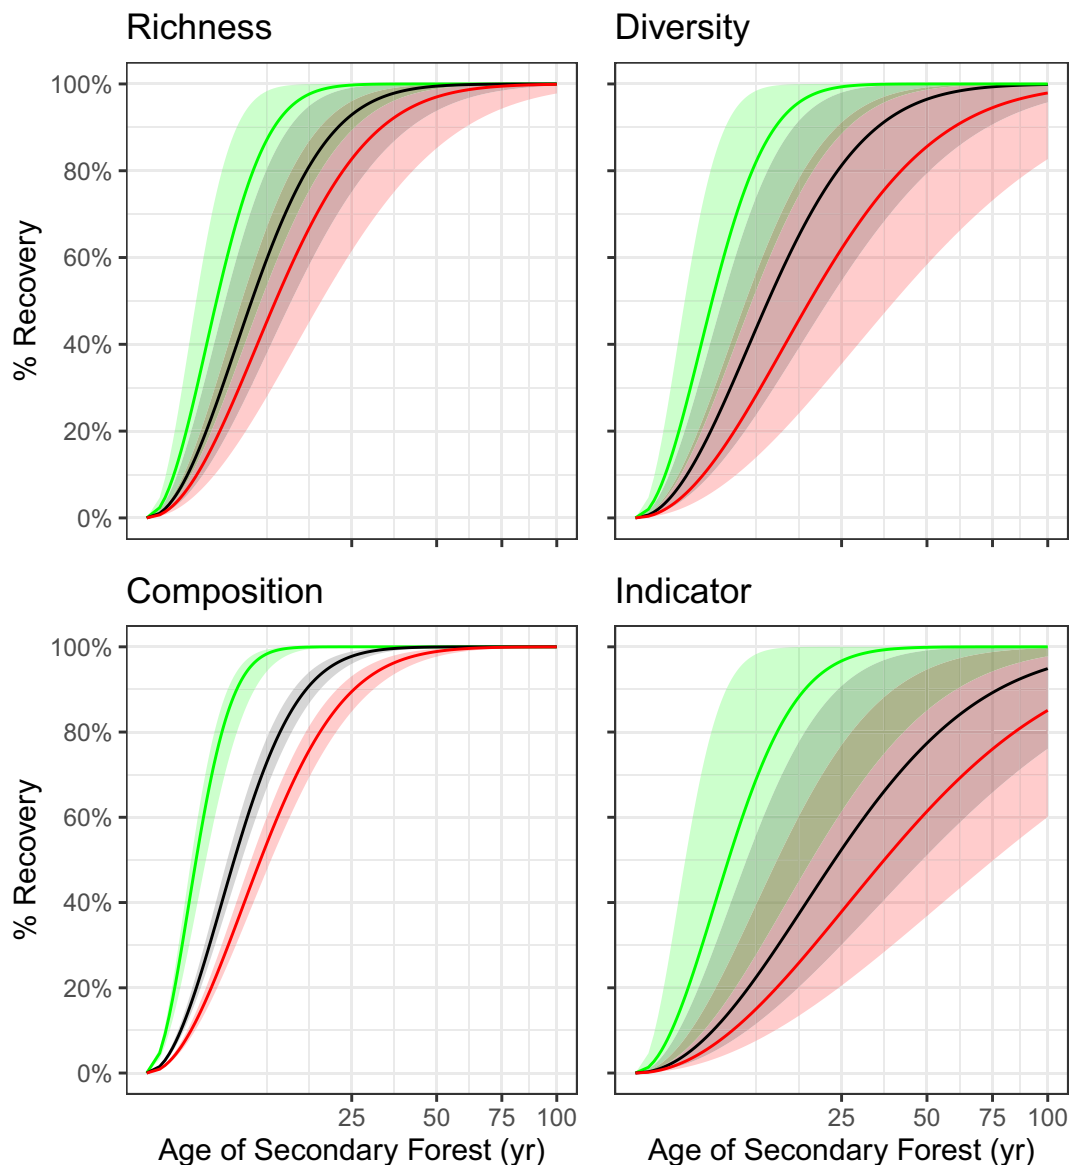 Richness
Diversity
100%
80%
60%
40%
20%
0%
% Recovery
Composition
Indicator
100%
80%
60%
40%
20%
0%
% Recovery
25 50 75 100
25 50 75 100
Age of Secondary Forest (yr)
Age of Secondary Forest (yr)